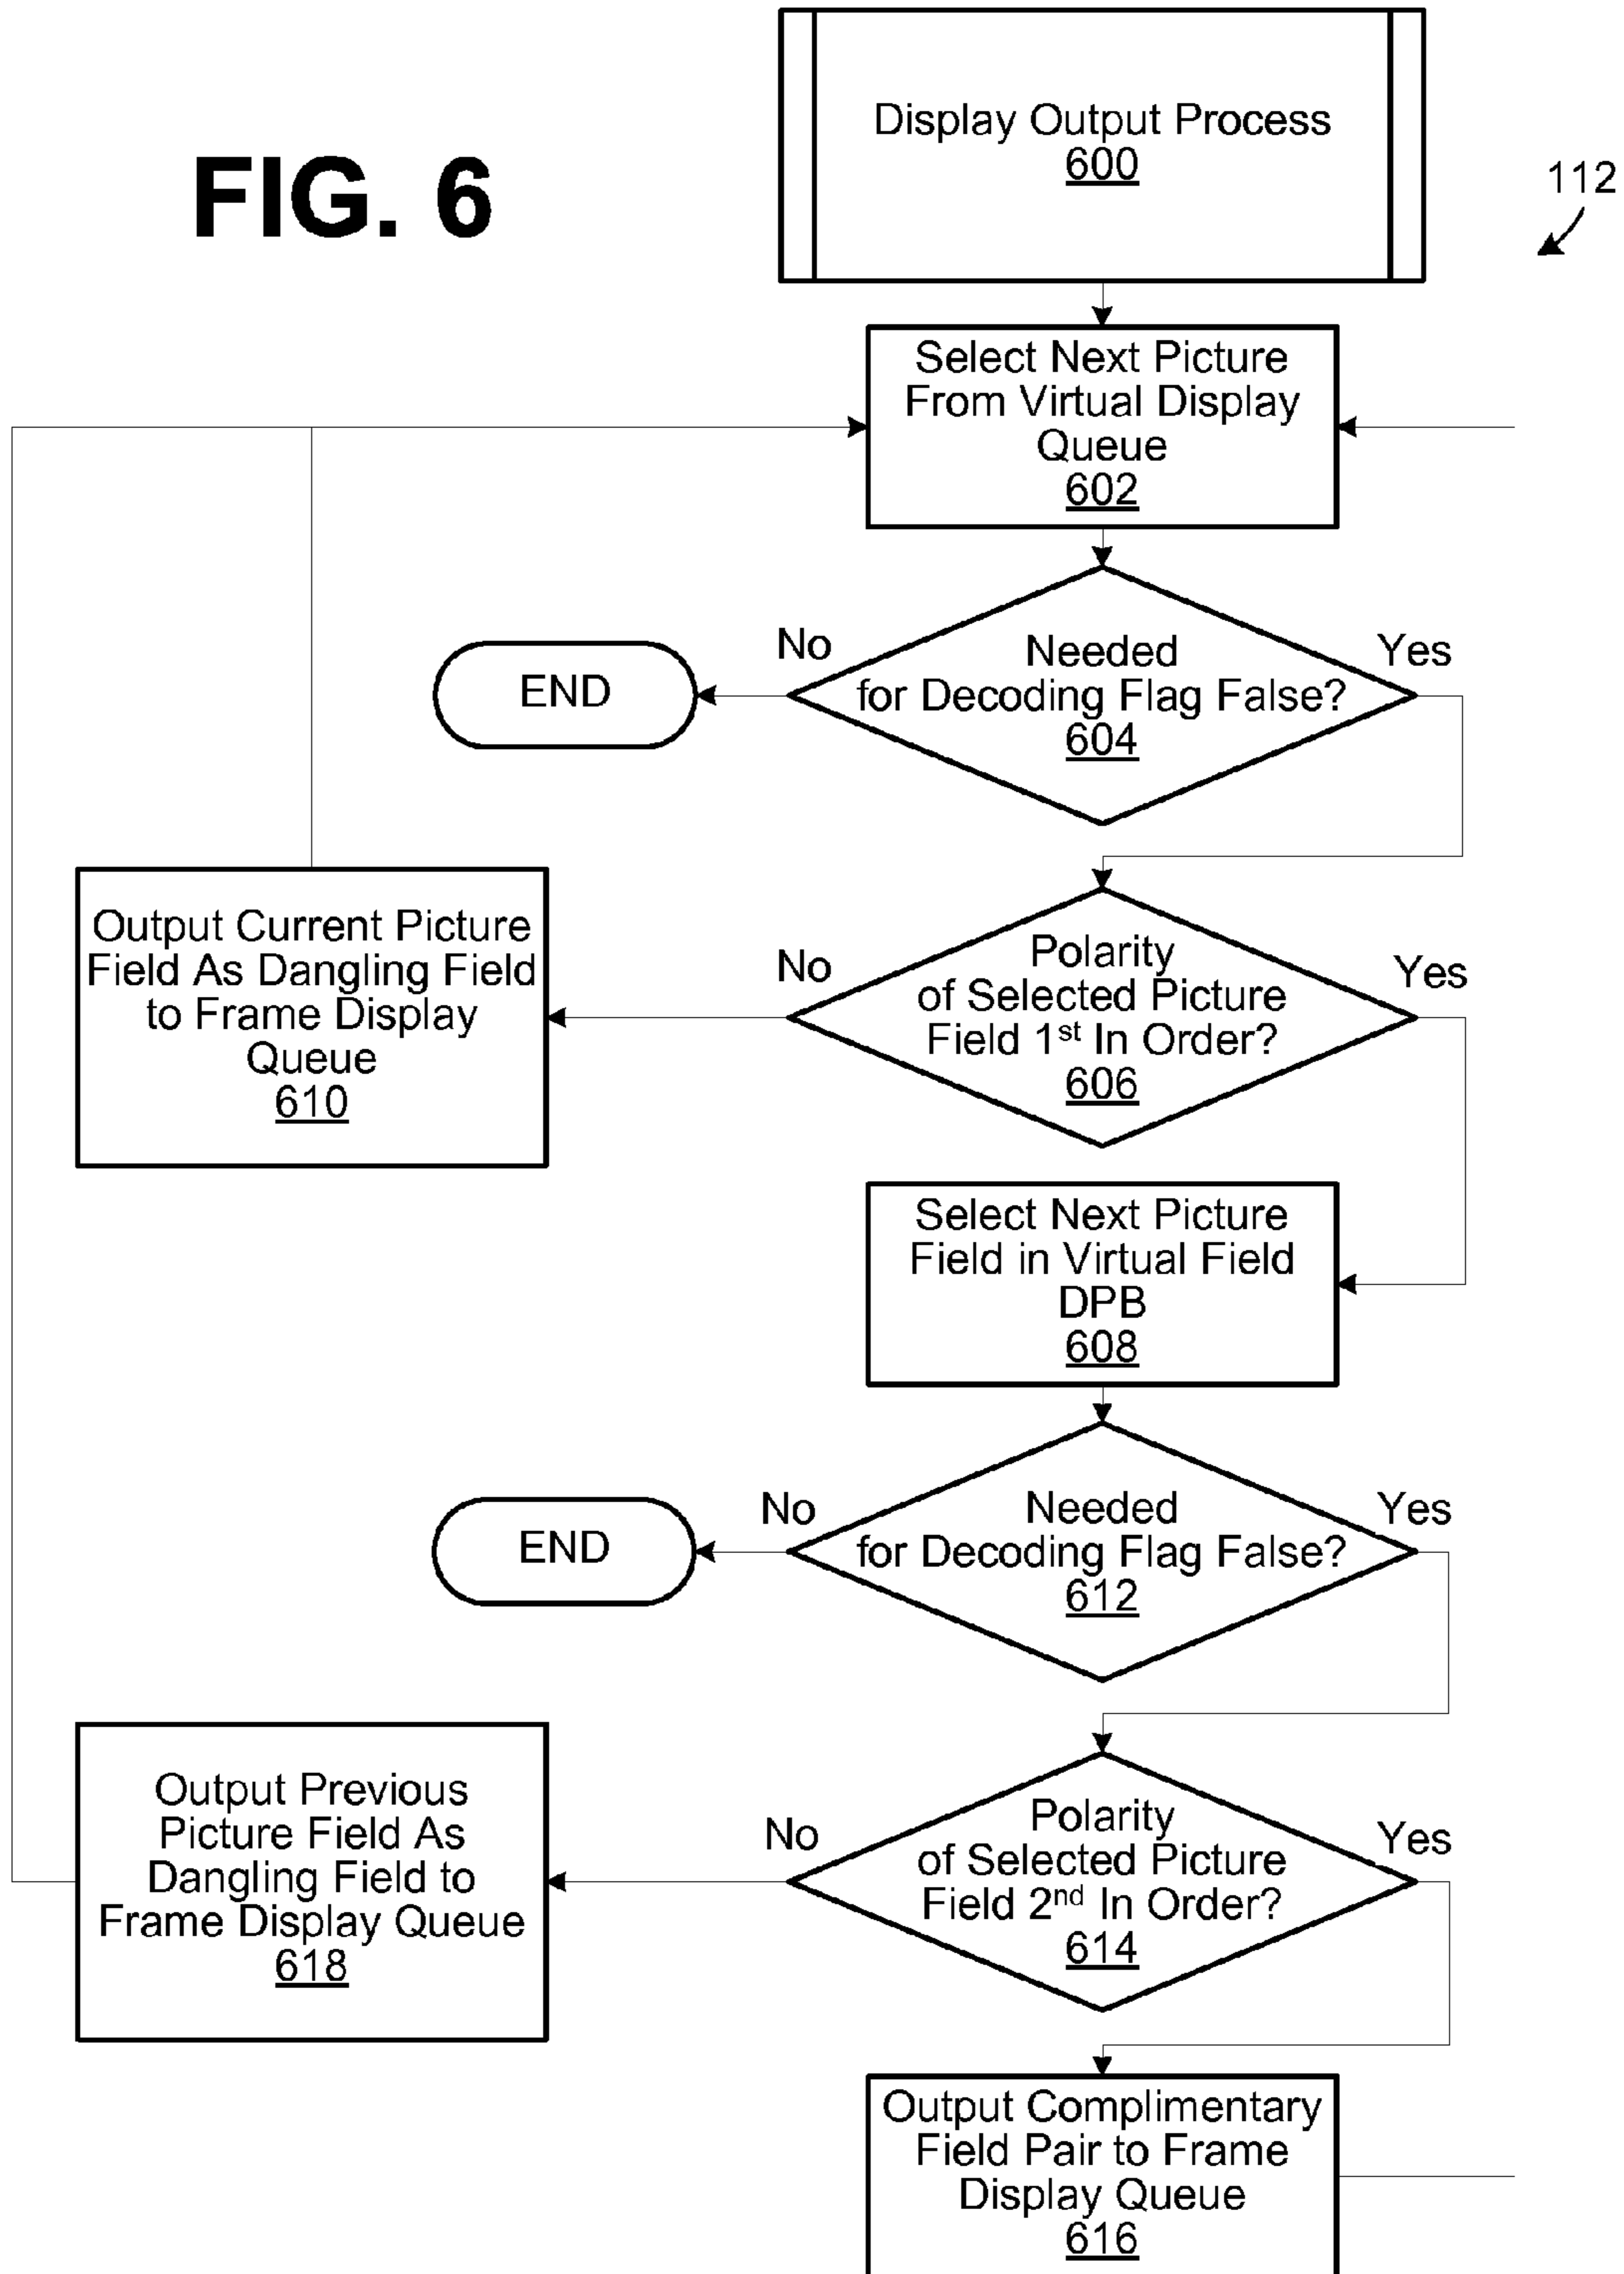 FIG. 6
Display Output Process
600
112
Select Next Picture
From Virtual Display
Queue
602
No
Needed
for Decoding Flag False?
604
Yes
END
Output Current Picture
Field As Dangling Field
to Frame Display
Queue
610
No
Polarity
of Selected Picture
Field 1st In Order?
606
Yes
Select Next Picture
Field in Virtual Field
DPB
608
No
Needed
for Decoding Flag False?
612
Yes
END
Output Previous
Picture Field As
Dangling Field to
Frame Display Queue
618
No
Polarity
of Selected Picture
Field 2nd In Order?
614
Yes
Output Complimentary
Field Pair to Frame
Display Queue
616